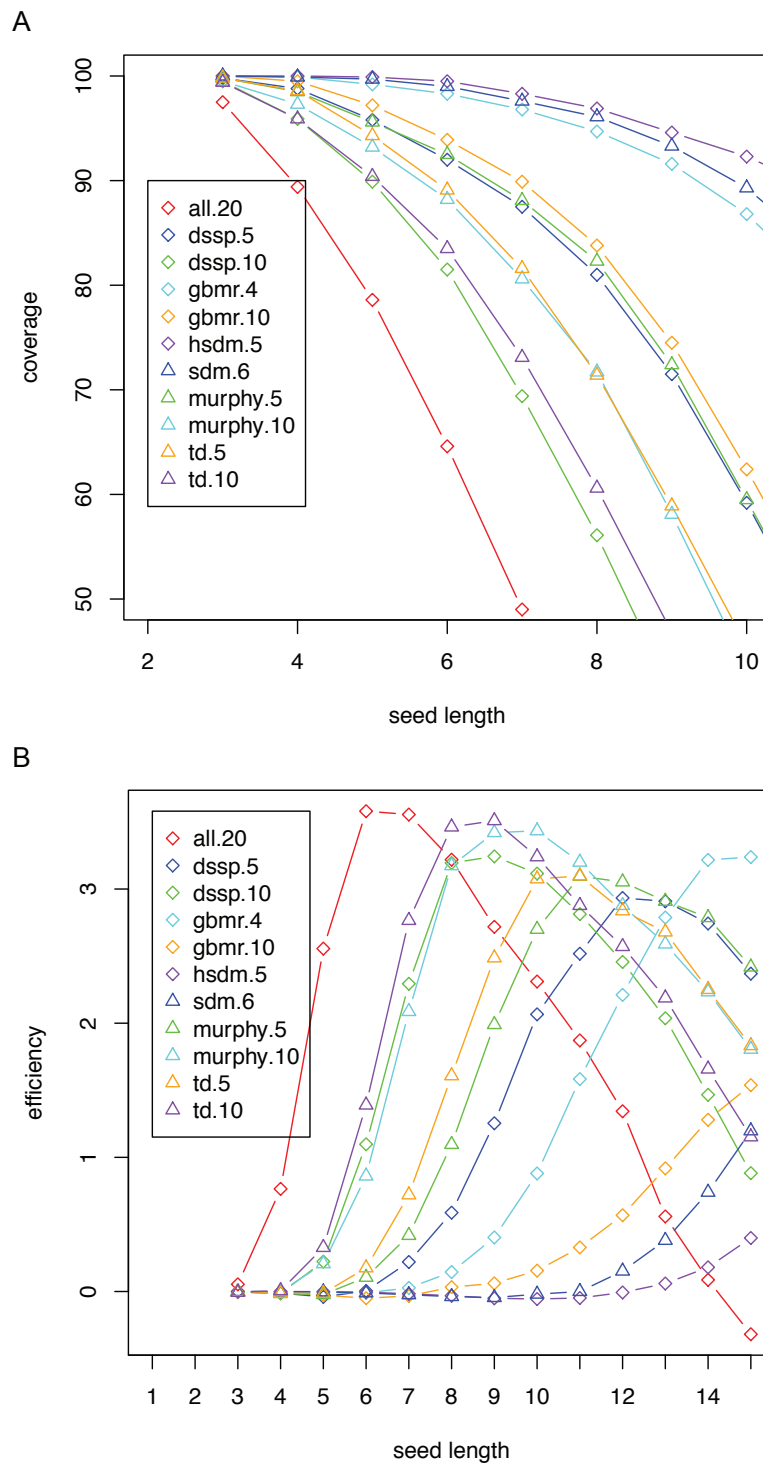 A
100
90
80
70
60
50
coverage
all.20
dssp.5
dssp.10
gbmr.4
gbmr.10
hsdm.5
sdm.6
murphy.5
murphy.10
td.5
td.10
2 4 6 8 10
seed length
B
3
2
1
0
efficiency
all.20
dssp.5
dssp.10
gbmr.4
gbmr.10
hsdm.5
sdm.6
murphy.5
murphy.10
td.5
td.10
1 2 3 4 5 6 7 8 9 10 12 14
seed length